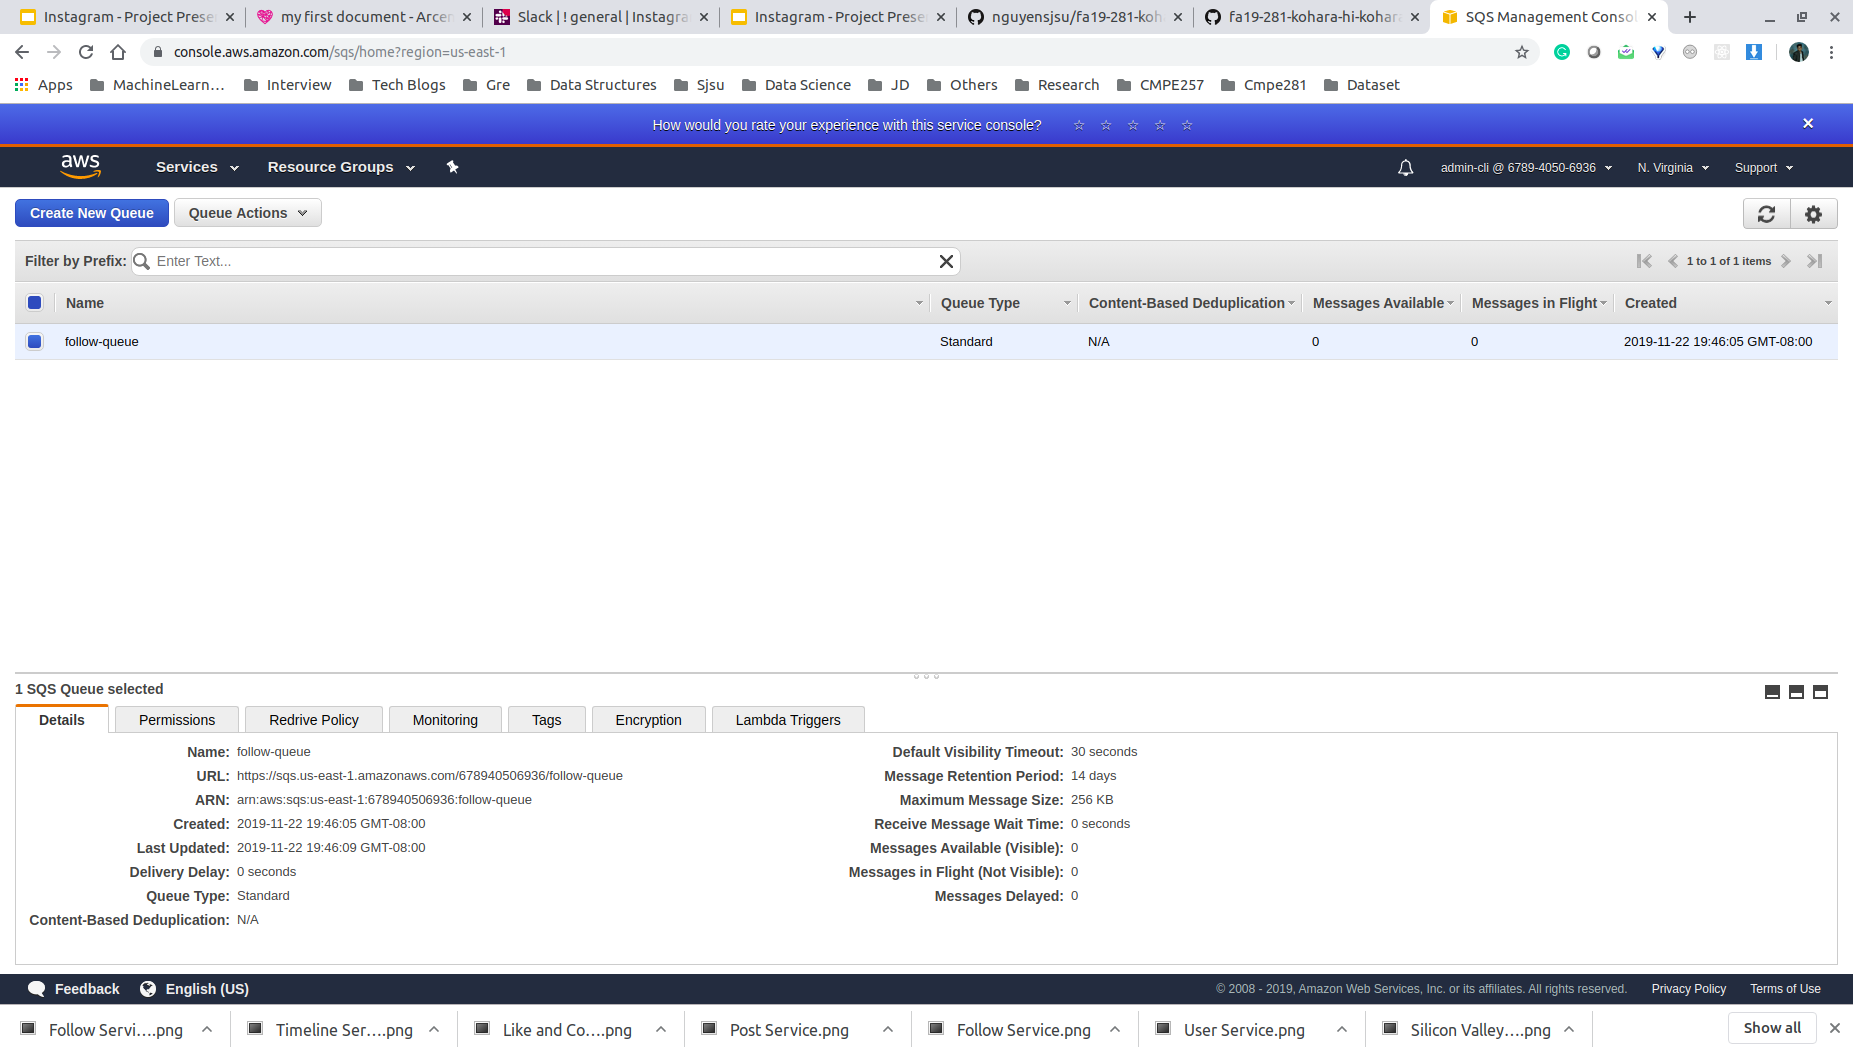 Instagram - Project Prese
my first document - Arcen
Slack | ! general | Instagra
Instagram - Project Prese
nguyensjsu/fa19-281-koh
fa19-281-kohara-hi-kohar
SQS Management Consol
console.aws.amazon.com/sqs/home?region=us-east-1
Apps
MachineLearn...
Interview
Tech Blogs
Gre
Data Structures
Sjsu
Data Science
JD
Others
Research
CMPE257
Cmpe281
Dataset
How would you rate your experience with this service console?
aws
Services
Resource Groups
admin-cli @ 6789-4050-6936
N. Virginia
Support
Create New Queue
Queue Actions
Filter by Prefix:
Enter Text...
1 to 1 of 1 items
Name
Queue Type
Content-Based Deduplication
Messages Available
Messages in Flight
Created
follow-queue
Standard
N/A
0
0
2019-11-22 19:46:05 GMT-08:00
1 SQS Queue selected
Details
Permissions
Redrive Policy
Monitoring
Tags
Encryption
Lambda Triggers
Name: follow-queue
URL: https://sqs.us-east-1.amazonaws.com/678940506936/follow-queue
ARN: arn:aws:sqs:us-east-1:678940506936:follow-queue
Created: 2019-11-22 19:46:05 GMT-08:00
Last Updated: 2019-11-22 19:46:09 GMT-08:00
Delivery Delay: 0 seconds
Queue Type: Standard
Content-Based Deduplication: N/A
Default Visibility Timeout: 30 seconds
Message Retention Period: 14 days
Maximum Message Size: 256 KB
Receive Message Wait Time: 0 seconds
Messages Available (Visible): 0
Messages in Flight (Not Visible): 0
Messages Delayed: 0
Feedback
English (US)
© 2008 - 2019, Amazon Web Services, Inc. or its affiliates. All rights reserved.
Privacy Policy
Terms of Use
Follow Servi....png
Timeline Ser....png
Like and Co....png
Post Service.png
Follow Service.png
User Service.png
Silicon Valley....png
Show all